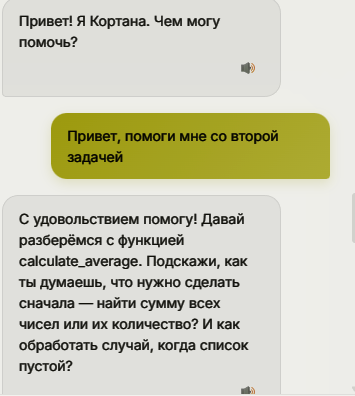 Привет! Я Кортана. Чем могу
помочь?
Привет, помоги мне со второй
задачей
С удовольствием помогу! Давай
разберёмся с функцией
calculate_average. Подскажи, как
ты думаешь, что нужно сделать
сначала — найти сумму всех
чисел или их количество? И как
обработать случай, когда список
пустой?